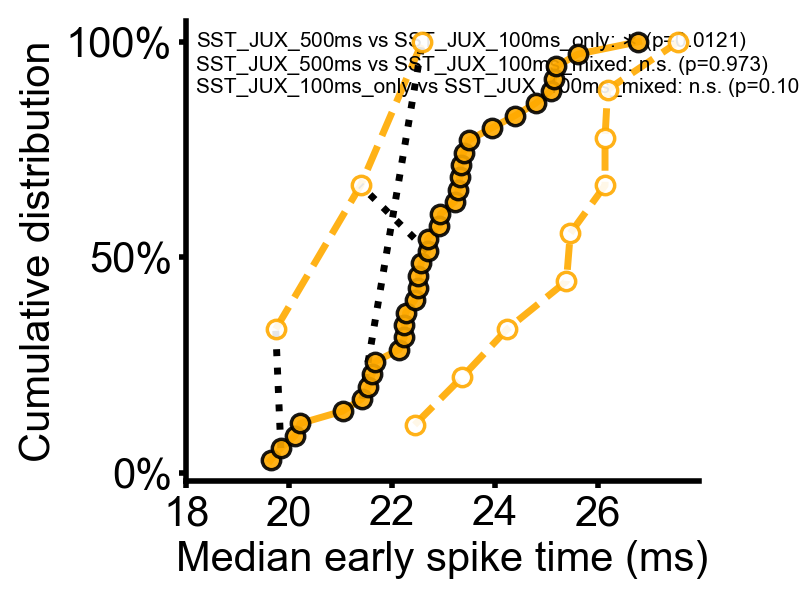 100%
SST_JUX_500ms vs SST_JUX_100ms_only: (p=0.0121)
SST_JUX_500ms vs SST_JUX_100ms_mixed: n.s. (p=0.973)
SST_JUX_100ms_only vs SST_JUX_100ms_mixed: n.s. (p=0.10
Cumulative distribution
50%
0%
18 20 22 24 26
Median early spike time (ms)